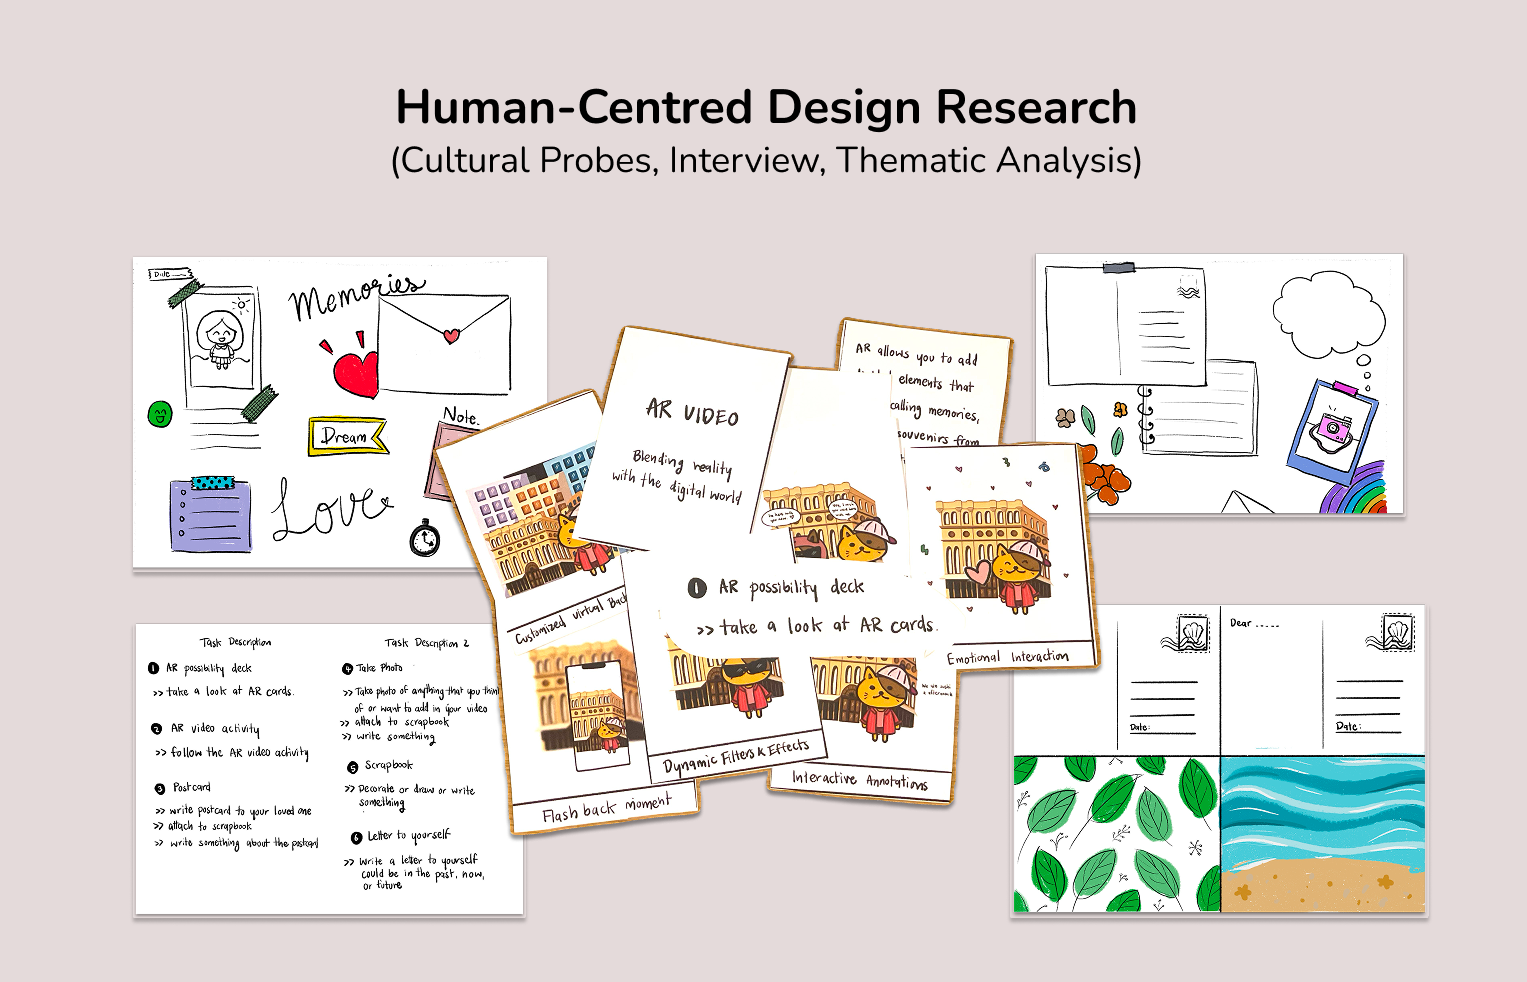 Human-Centred Design Research
(Cultural Probes, Interview, Thematic Analysis)
Date
Memories
Note.
Dream
Love
AR VIDEO
Blending reality
with the digital world
AR allows you to add
elements that
calling memories,
souvenirs from
1 AR possibility deck
>> take a look at AR cards.
Customized Virtual Back
Flash back moment
Dynamic Filters & Effects
Interactive Annotations
Emotional Interaction
Task Description
1 AR possibility deck
>> take a look at AR cards.
2 AR video activity
>> follow the AR video activity
3 Postcard
>> write postcard to your loved one
>> attach to scrapbook
>> write something about the postcard
Task Description 2
4 Take Photo
>> Take photo of anything that you think
of or want to add in your video
>> attach to scrapbook
>> write something
5 Scrapbook
>> Decorate or draw or write
something
6 Letter to yourself
>> Write a letter to yourself
could be in the past, now,
or future
Date:
Dear .....
Date: